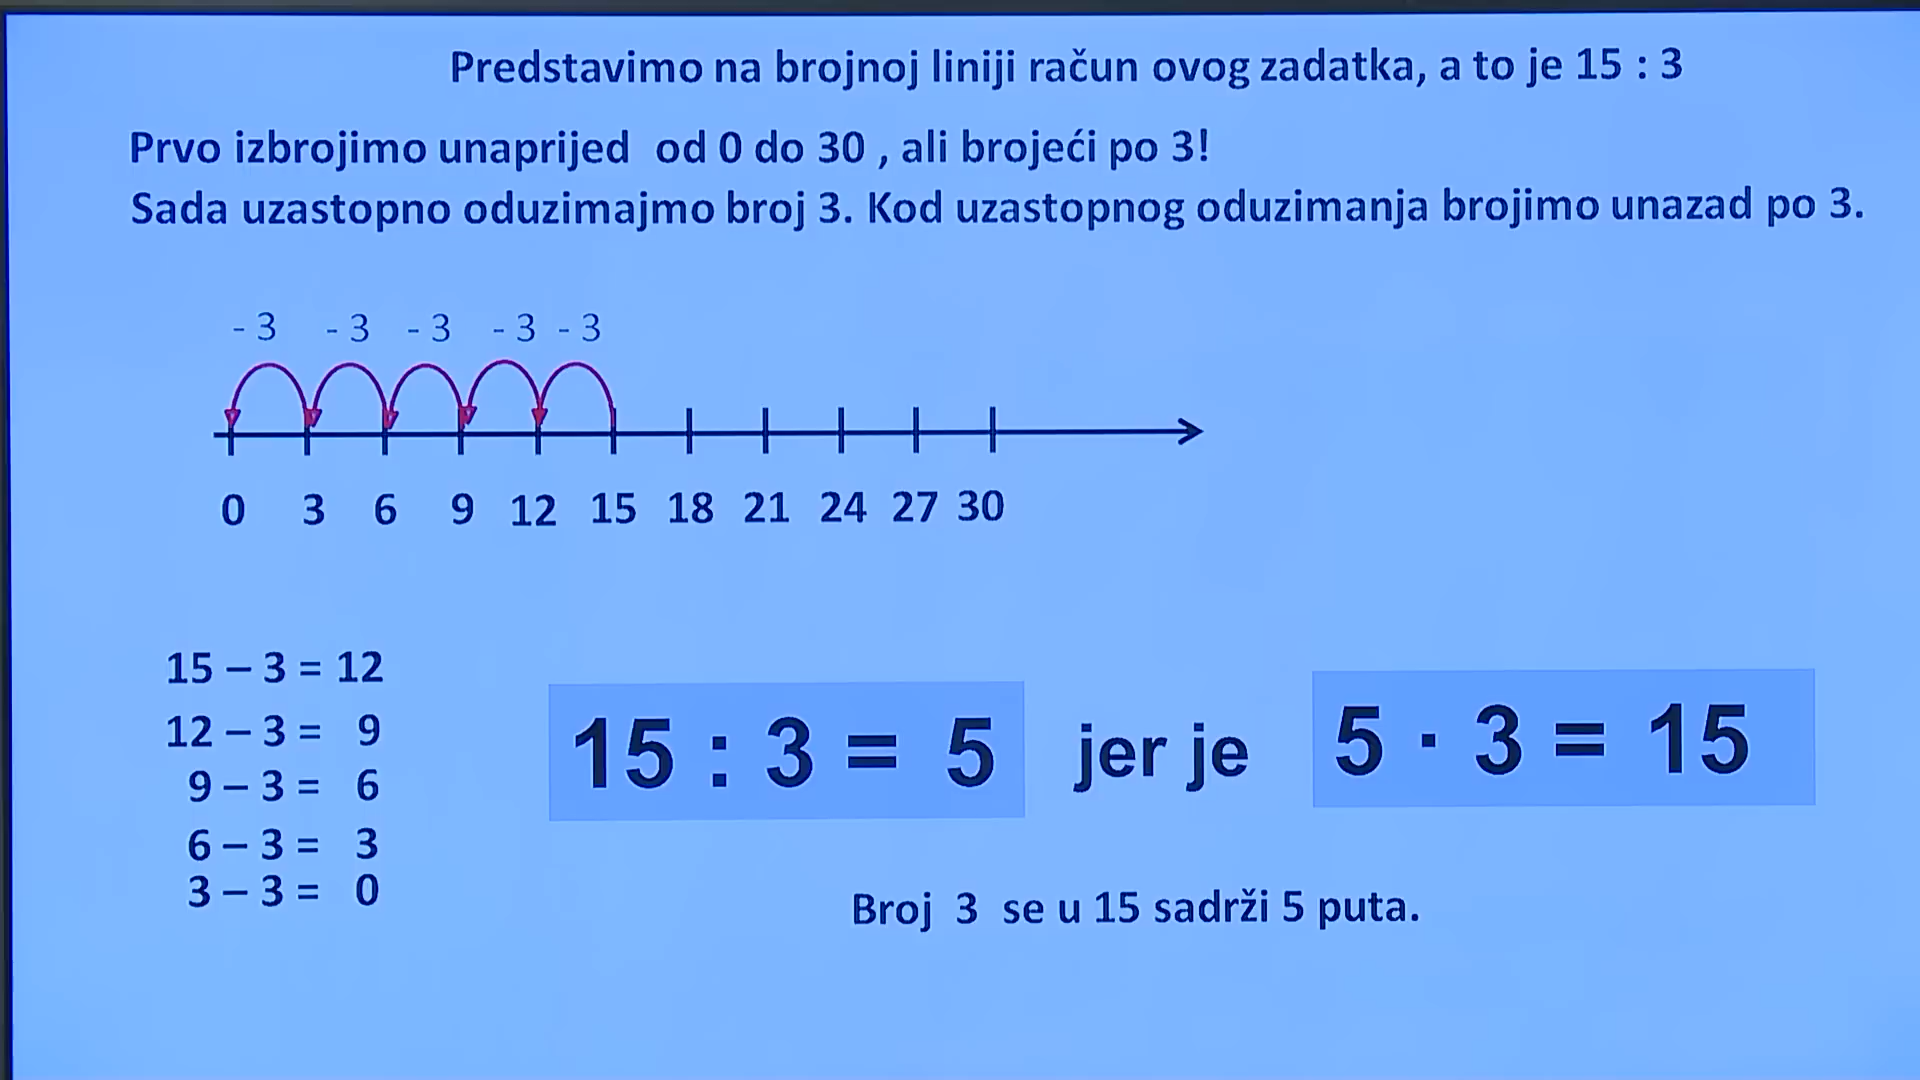 Predstavimo na brojnoj liniji račun ovog zadatka, a to je 15 : 3
Prvo izbrojimo unaprijed od 0 do 30 , ali brojeći po 3!
Sada uzastopno oduzimajmo broj 3. Kod uzastopnog oduzimanja brojimo unazad po 3.
- 3 - 3 - 3 - 3 - 3
0 3 6 9 12 15 18 21 24 27 30
15 – 3 = 12
12 – 3 = 9
9 – 3 = 6
6 – 3 = 3
3 – 3 = 0
15 : 3 = 5 jer je 5 · 3 = 15
Broj 3 se u 15 sadrži 5 puta.